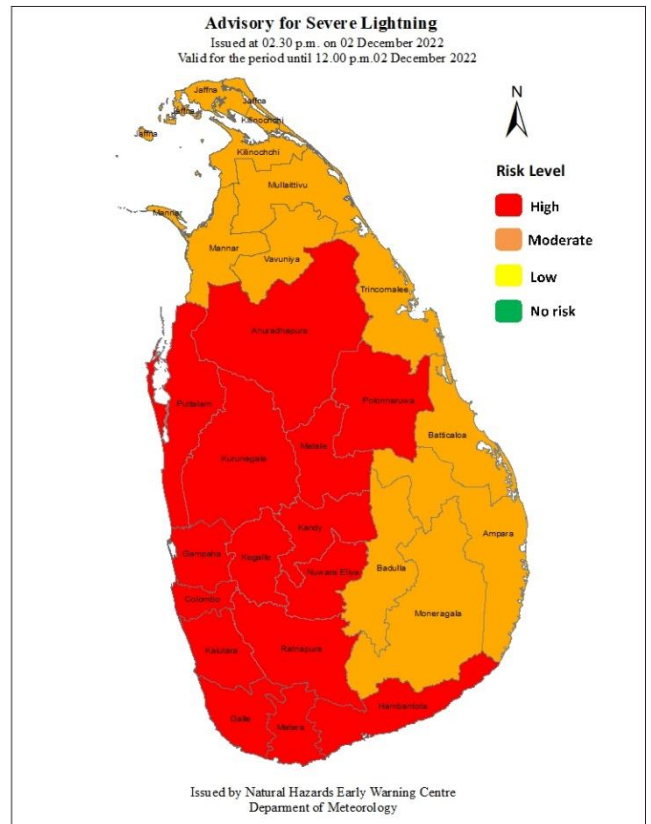 Advisory for Severe Lightning
Issued at 02.30 p.m. on 02 December 2022
Valid for the period until 12.00 p.m.02 December 2022
Jaffna
Jaffna
Jaffna
Jaffna
Kilinochchi
Kilinochchi
Mullaittivu
Mannar
Mannar
Vavuniya
Trincomalee
N
Risk Level
High
Moderate
Low
No risk
Anuradhapura
Polonnaruwa
Puttalam
Kurunegala
Matale
Batticaloa
Kandy
Ampara
Gampaha
Kegalle
Nuwara Eliya
Badulla
Colombo
Moneragala
Kalutara
Ratnapura
Hambantota
Galle
Matara
Issued by Natural Hazards Early Warning Centre
Deparment of Meteorology